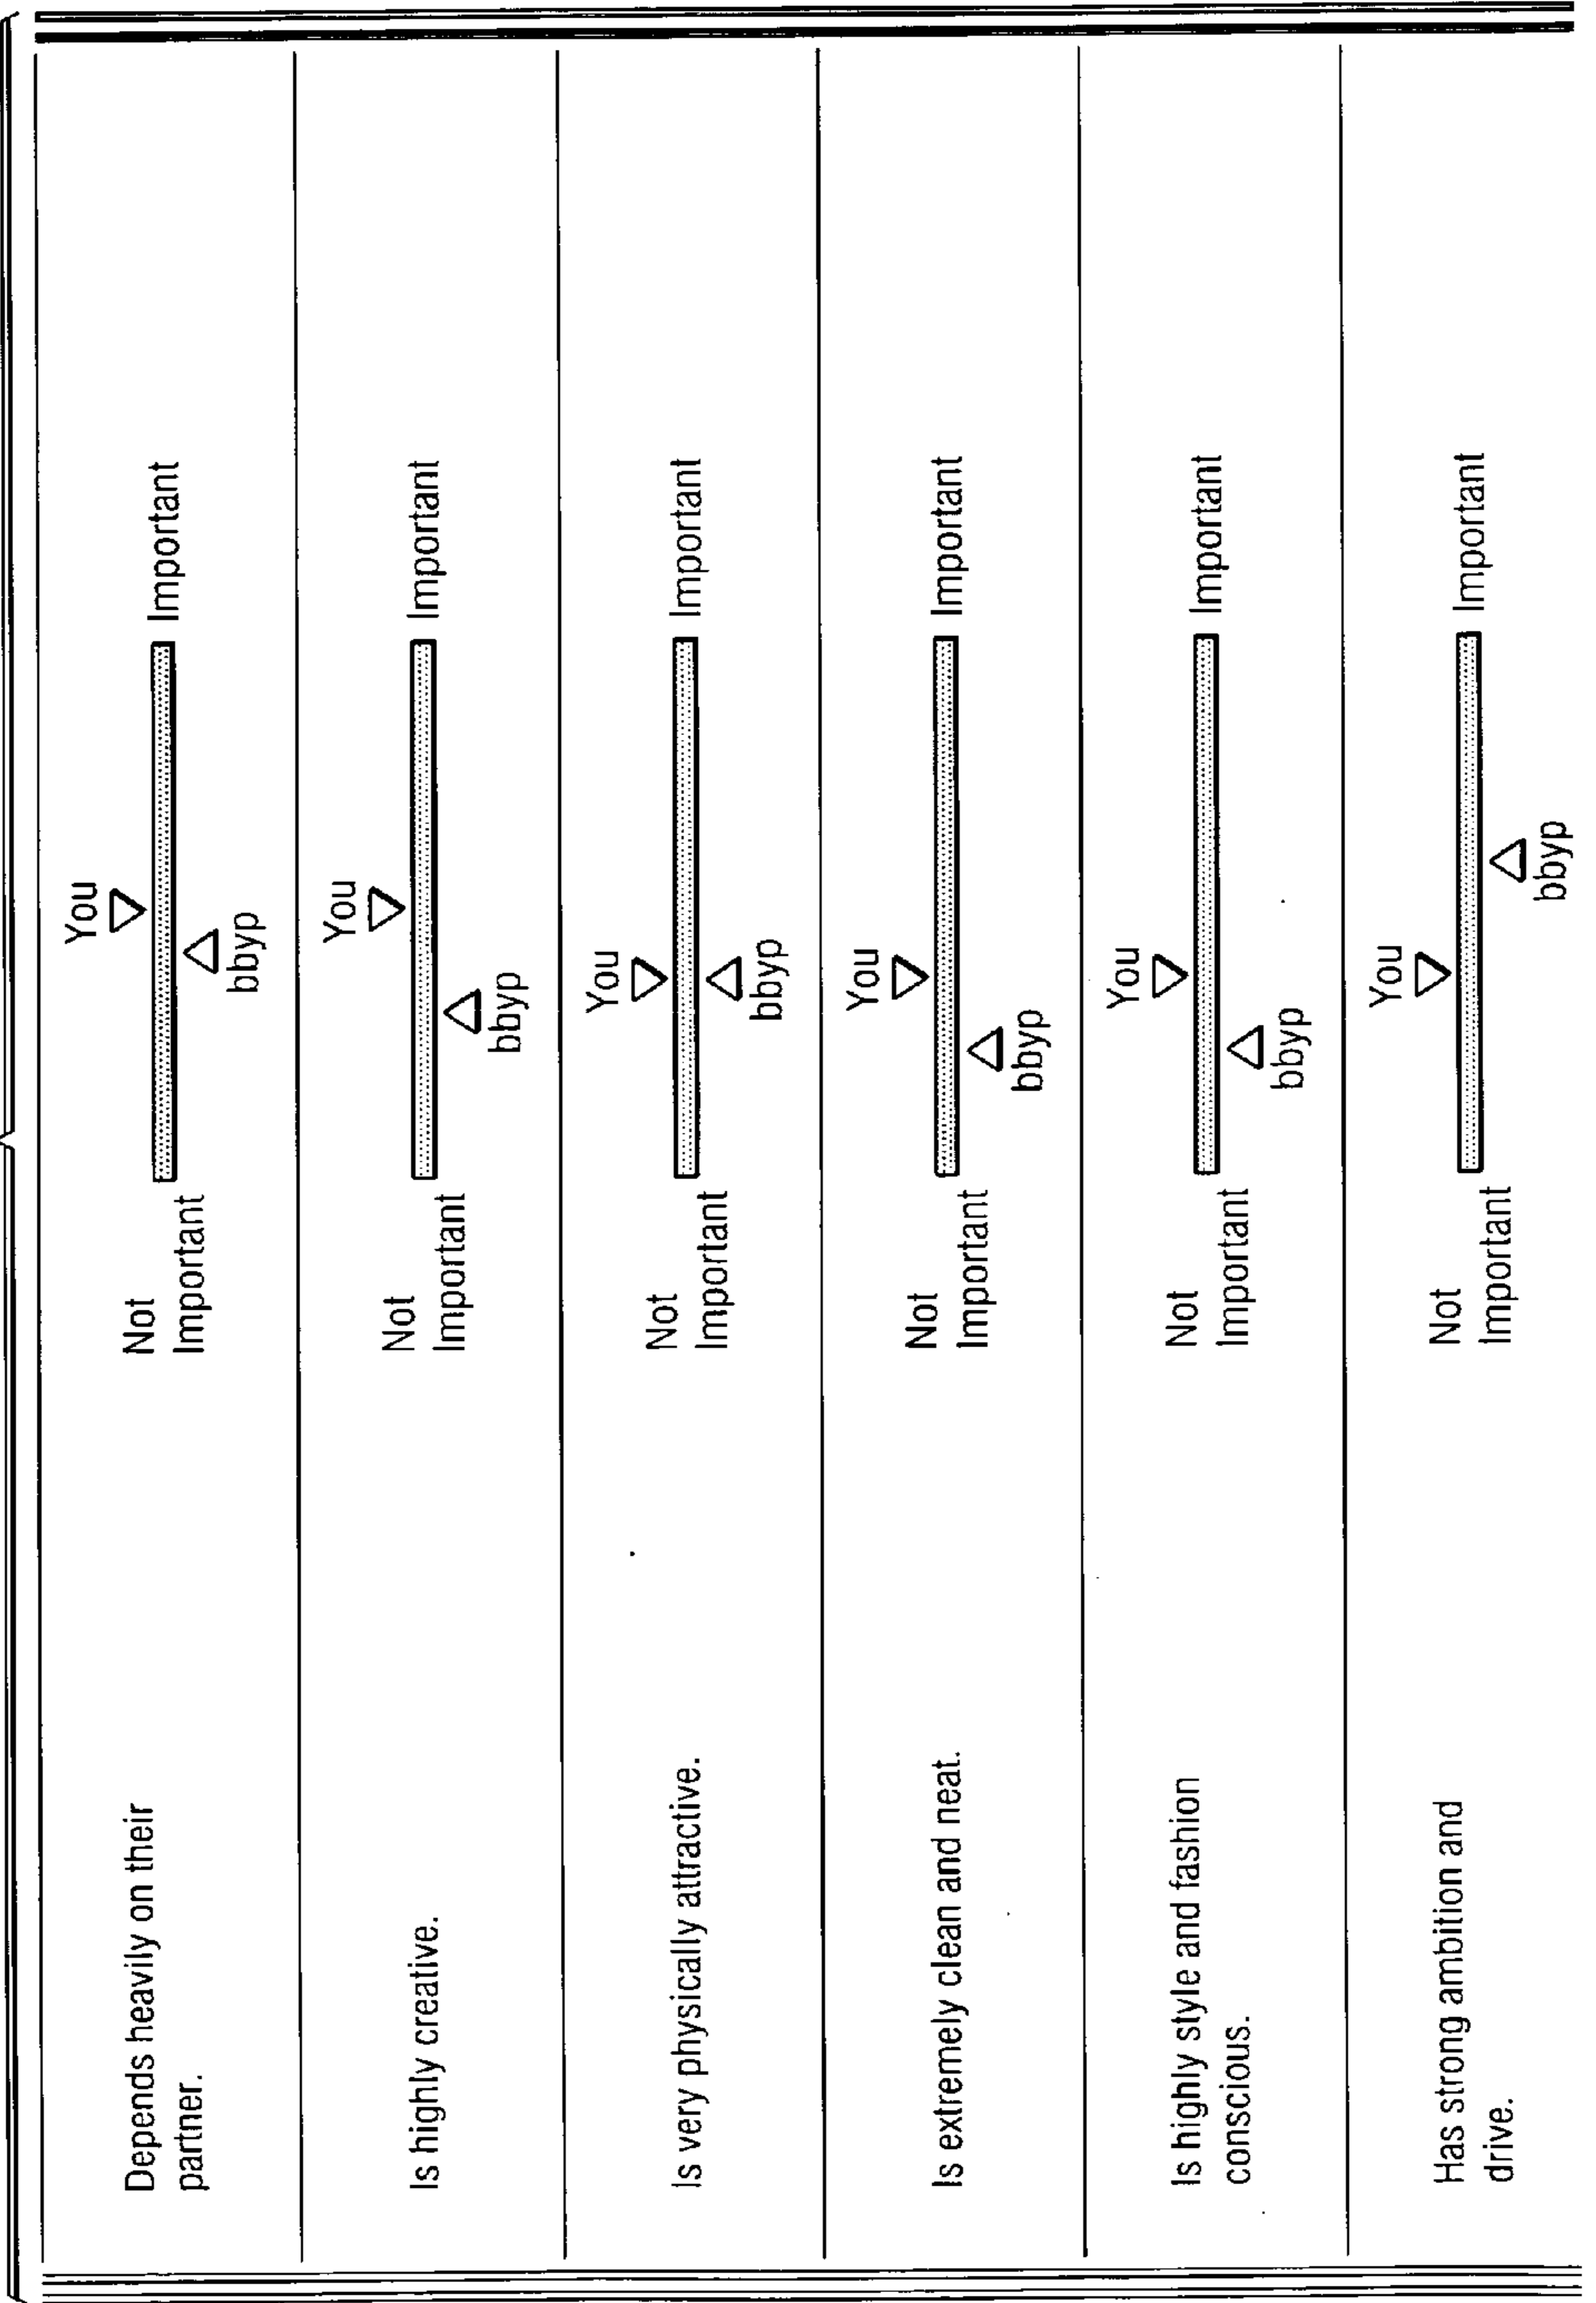 Depends heavily on their
partner.
Not
Important
You
bbyp
Important
Is highly creative.
Not
Important
You
bbyp
Important
Is very physically attractive.
Not
Important
You
bbyp
Important
Is extremely clean and neat.
Not
Important
You
bbyp
Important
Is highly style and fashion
conscious.
Not
Important
You
bbyp
Important
Has strong ambition and
drive.
Not
Important
You
bbyp
Important